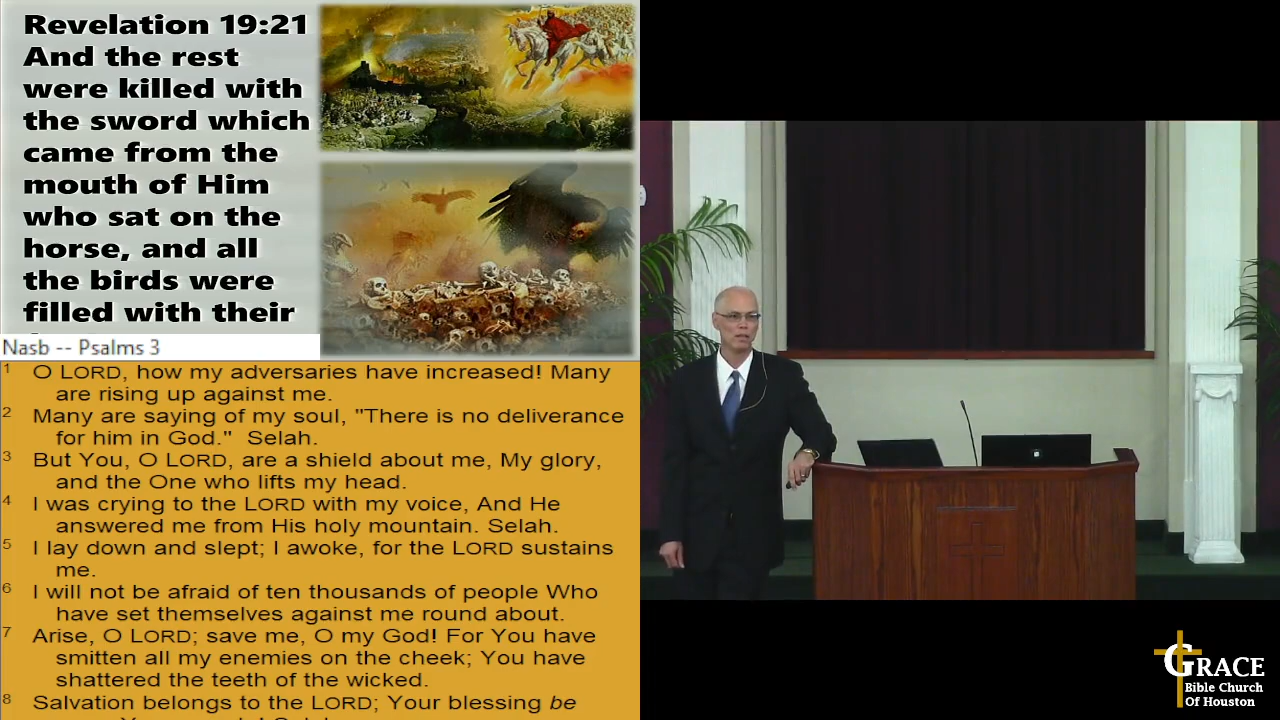 Revelation 19:21
And the rest
were killed with
the sword which
came from the
mouth of Him
who sat on the
horse, and all
the birds were
filled with their
Nasb -- Psalms 3
1 O LORD, how my adversaries have increased! Many
are rising up against me.
2 Many are saying of my soul, "There is no deliverance
for him in God." Selah.
3 But You, O LORD, are a shield about me, My glory,
and the One who lifts my head.
4 I was crying to the LORD with my voice, And He
answered me from His holy mountain. Selah.
5 I lay down and slept; I awoke, for the LORD sustains
me.
6 I will not be afraid of ten thousands of people Who
have set themselves against me round about.
7 Arise, O LORD; save me, O my God! For You have
smitten all my enemies on the cheek; You have
shattered the teeth of the wicked.
8 Salvation belongs to the LORD; Your blessing be
GRACE
Bible Church
Of Houston